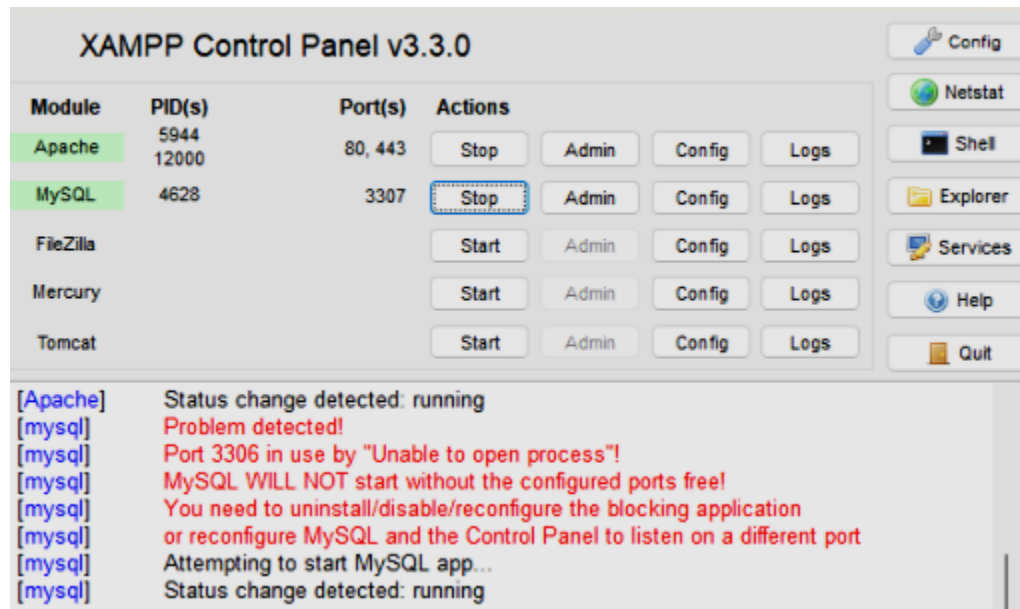 XAMPP Control Panel v3.3.0
Config
Netstat
Module PID(s) Port(s) Actions
Apache 5944 12000 80, 443 Stop Admin Config Logs
Shell
MySQL 4628 3307 Stop Admin Config Logs
Explorer
FileZilla Start Admin Config Logs
Services
Mercury Start Admin Config Logs
Help
Tomcat Start Admin Config Logs
Quit
[Apache] Status change detected: running
[mysql] Problem detected!
[mysql] Port 3306 in use by "Unable to open process"!
[mysql] MySQL WILL NOT start without the configured ports free!
[mysql] You need to uninstall/disable/reconfigure the blocking application
[mysql] or reconfigure MySQL and the Control Panel to listen on a different port
[mysql] Attempting to start MySQL app...
[mysql] Status change detected: running